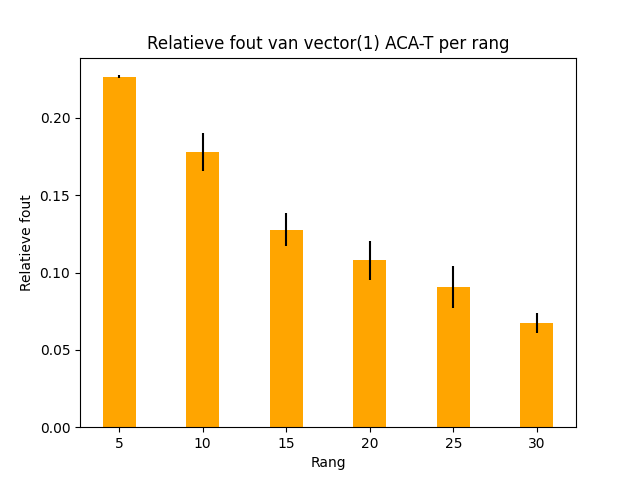 Relatieve fout van vector(1) ACA-T per rang
Relatieve fout
0.20
0.15
0.10
0.05
0.00
5 10 15 20 25 30
Rang